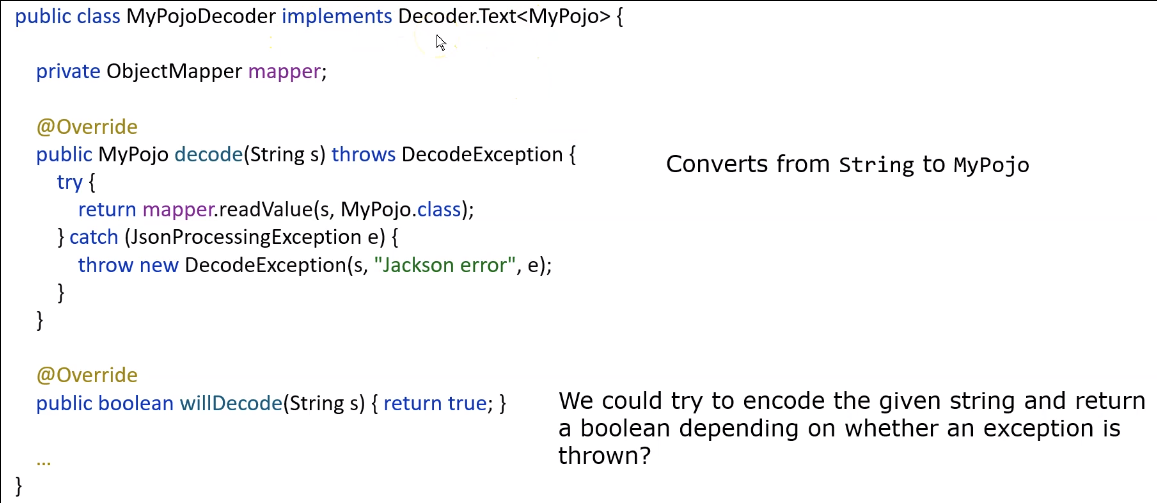 public class MyPojoDecoder implements Decoder.Text<MyPojo> {
private ObjectMapper mapper;
@Override
public MyPojo decode(String s) throws DecodeException {
try {
return mapper.readValue(s, MyPojo.class);
} catch (JsonProcessingException e) {
throw new DecodeException(s, "Jackson error", e);
}
}
Converts from String to MyPojo
@Override
public boolean willDecode(String s) { return true; }
...
}
We could try to encode the given string and return
a boolean depending on whether an exception is
thrown?